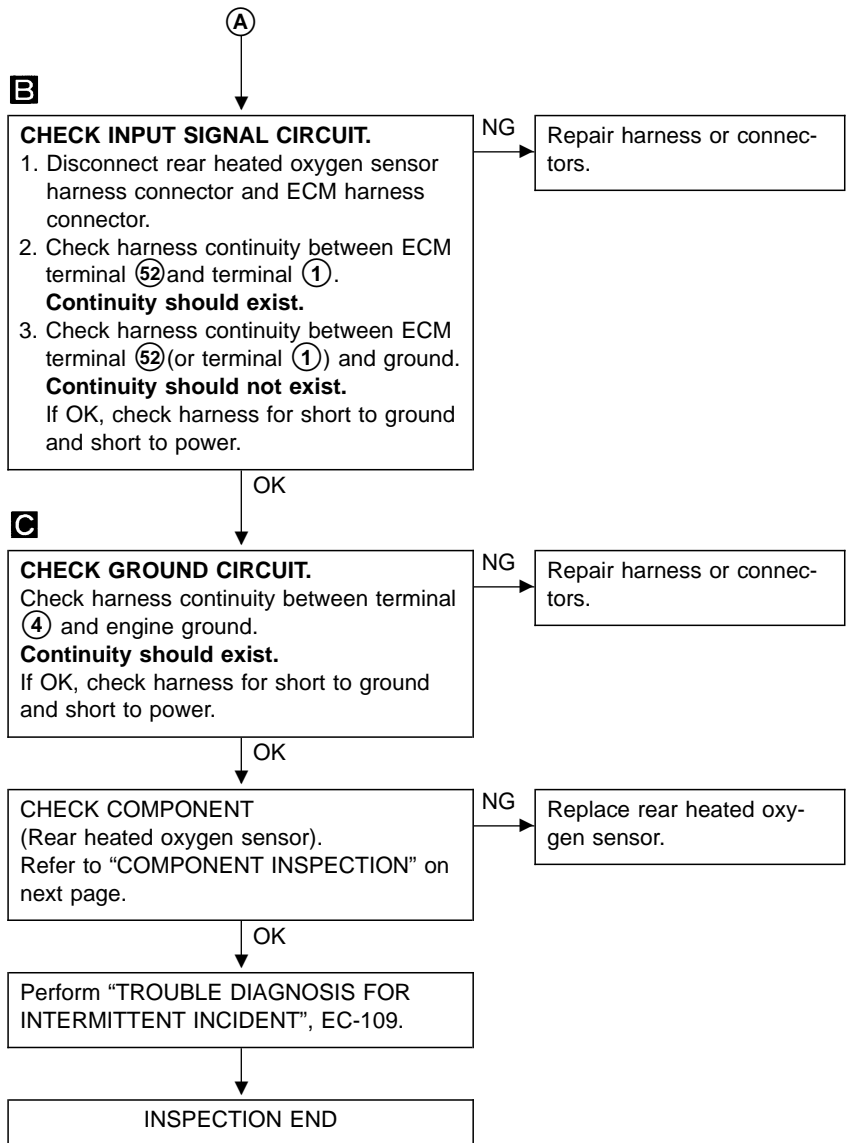 A
B
CHECK INPUT SIGNAL CIRCUIT.
1. Disconnect rear heated oxygen sensor
harness connector and ECM harness
connector.
2. Check harness continuity between ECM
terminal 52 and terminal 1.
Continuity should exist.
3. Check harness continuity between ECM
terminal 52 (or terminal 1) and ground.
Continuity should not exist.
If OK, check harness for short to ground
and short to power.
NG
Repair harness or connec-
tors.
OK
C
CHECK GROUND CIRCUIT.
Check harness continuity between terminal
4 and engine ground.
Continuity should exist.
If OK, check harness for short to ground
and short to power.
NG
Repair harness or connec-
tors.
OK
CHECK COMPONENT
(Rear heated oxygen sensor).
Refer to “COMPONENT INSPECTION” on
next page.
NG
Replace rear heated oxy-
gen sensor.
OK
Perform “TROUBLE DIAGNOSIS FOR
INTERMITTENT INCIDENT”, EC-109.
INSPECTION END